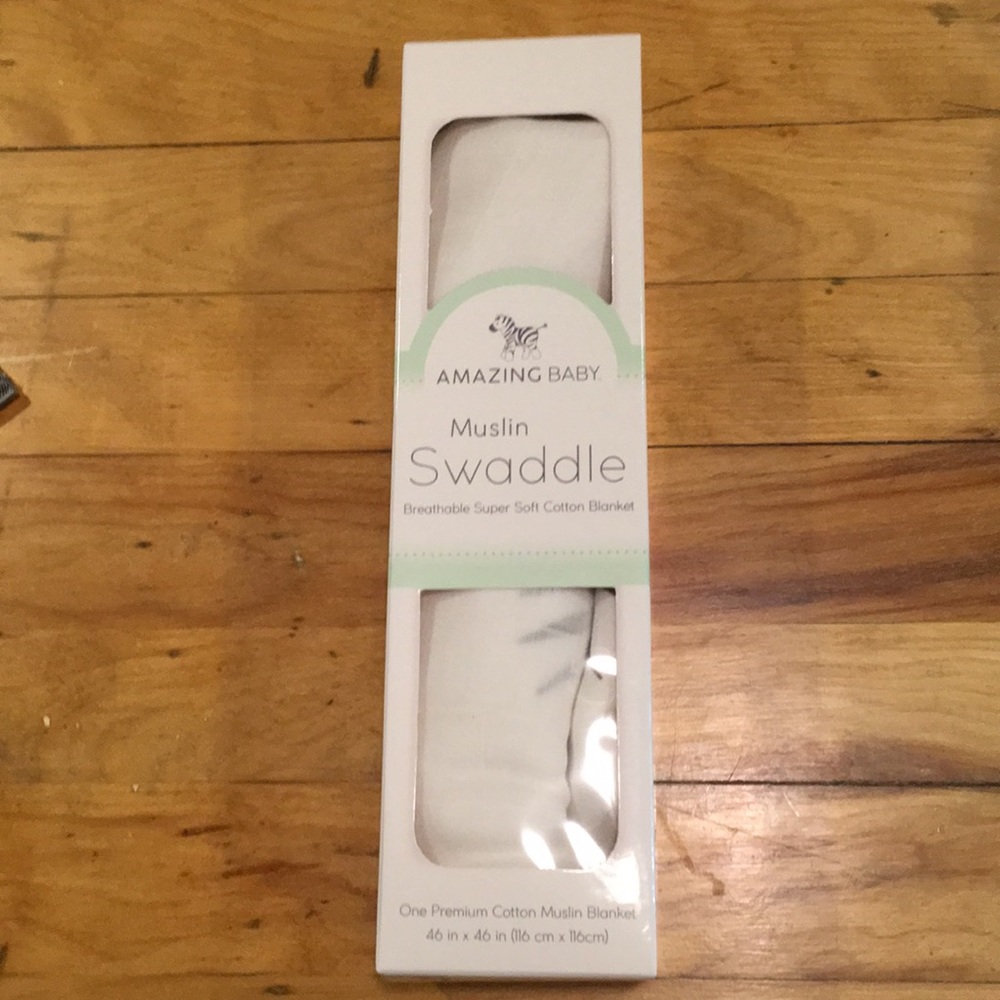 AMAZING BABY
Muslin
Swaddle
Breathable Super Soft Cotton Blanket
One Premium Cotton Muslin Blanket
46 in x 46 in (116 cm x 116cm)